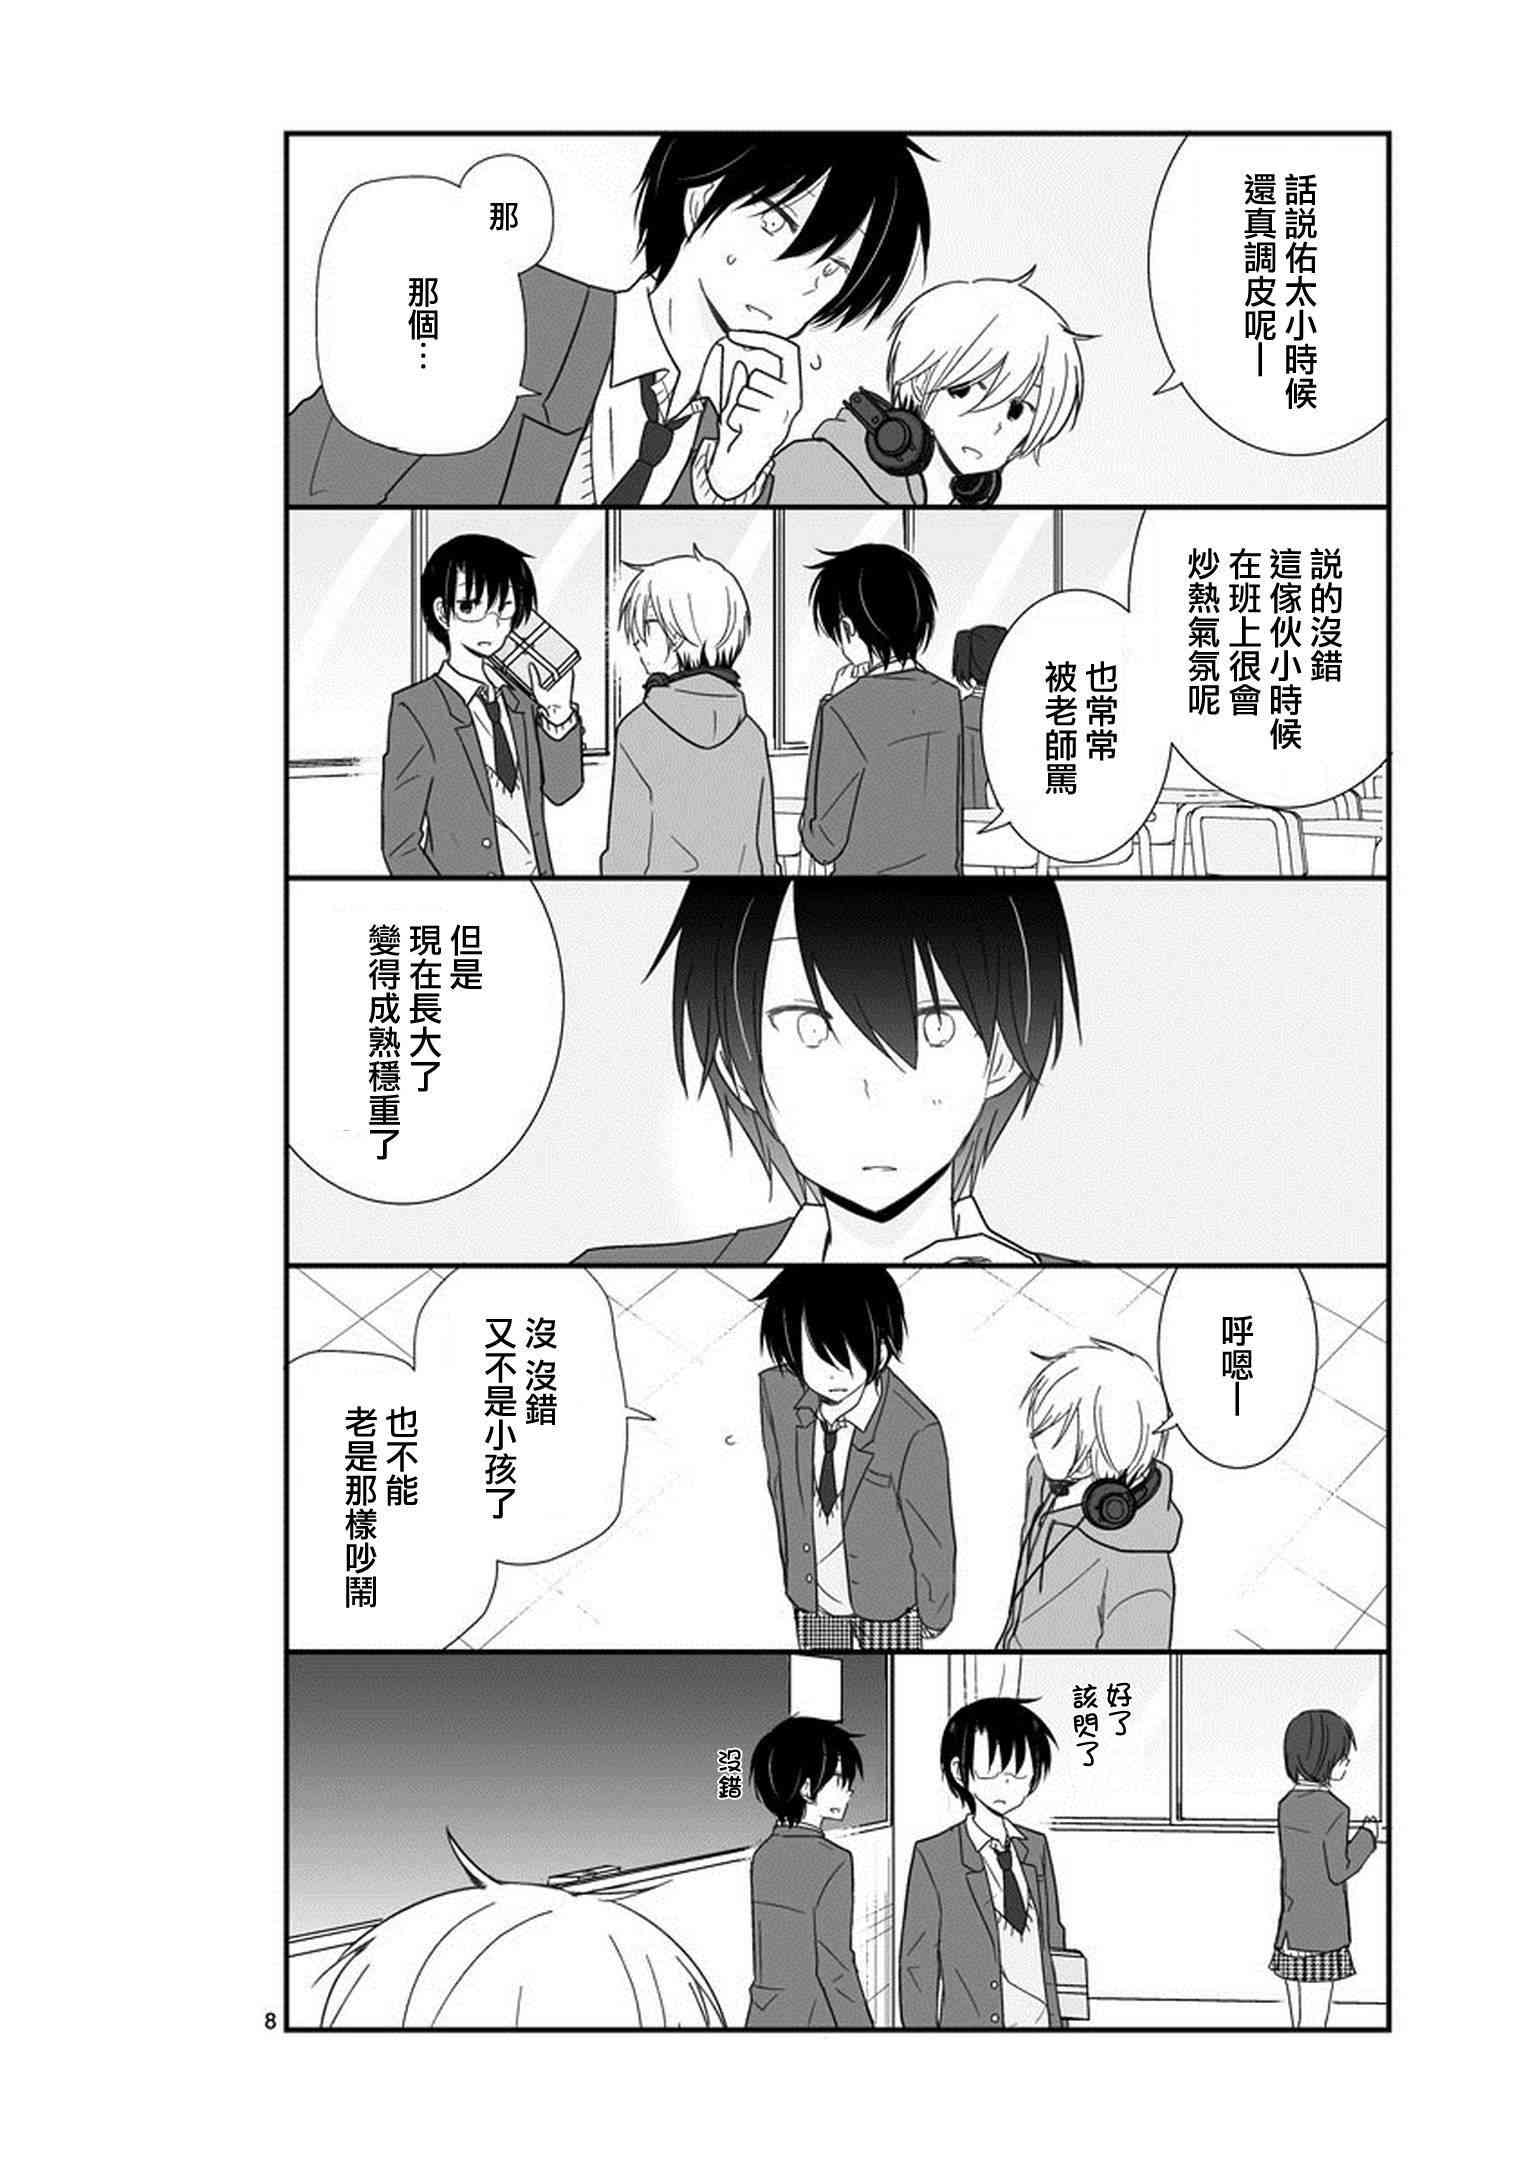 話説佑太小時候
還真調皮呢ー
那
那個…
説的沒錯
這傢伙小時候
在班上很會
炒熱氣氛呢
也常常
被老師罵
但是
現在長大了
變得成熟穩重了
呼嗯ー
沒 沒錯
又不是小孩了
也不能
老是那樣吵鬧
好了
該閃了
沒錯
8